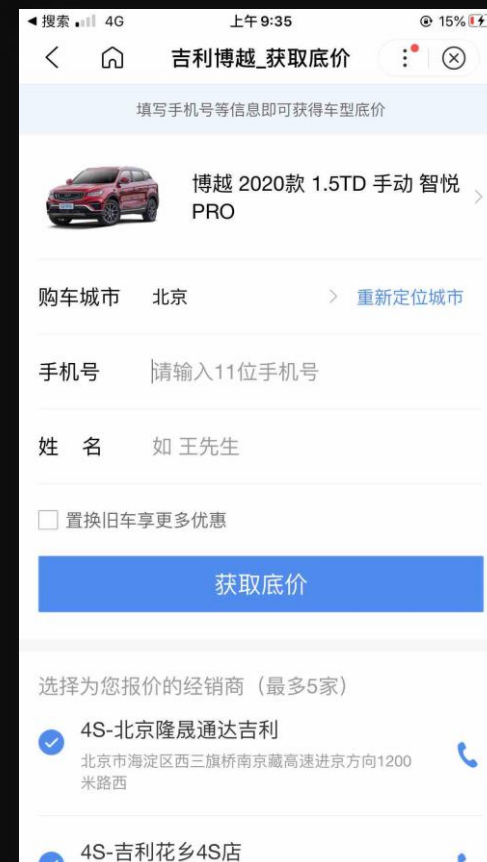 搜索 4G 上午9:35 15%
吉利博越_获取底价
填写手机号等信息即可获得车型底价
博越 2020款 1.5TD 手动 智悦
PRO
购车城市 北京 重新定位城市
手机号 请输入11位手机号
姓 名 如 王先生
置换旧车享更多优惠
获取底价
选择为您报价的经销商（最多5家）
4S-北京隆晟通达吉利
北京市海淀区西三旗桥南京藏高速进京方向1200
米路西
4S-吉利花乡4S店